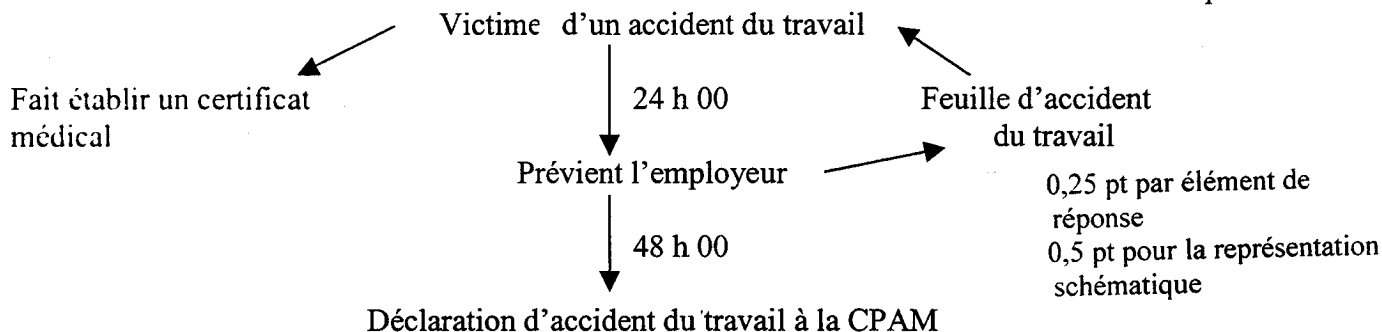 Victime d'un accident du travail
Fait établir un certificat
médical
24 h 00
Feuille d'accident
du travail
Prévient l'employeur
0,25 pt par élément de
réponse
0,5 pt pour la représentation
schématique
48 h 00
Déclaration d'accident du travail à la CPAM